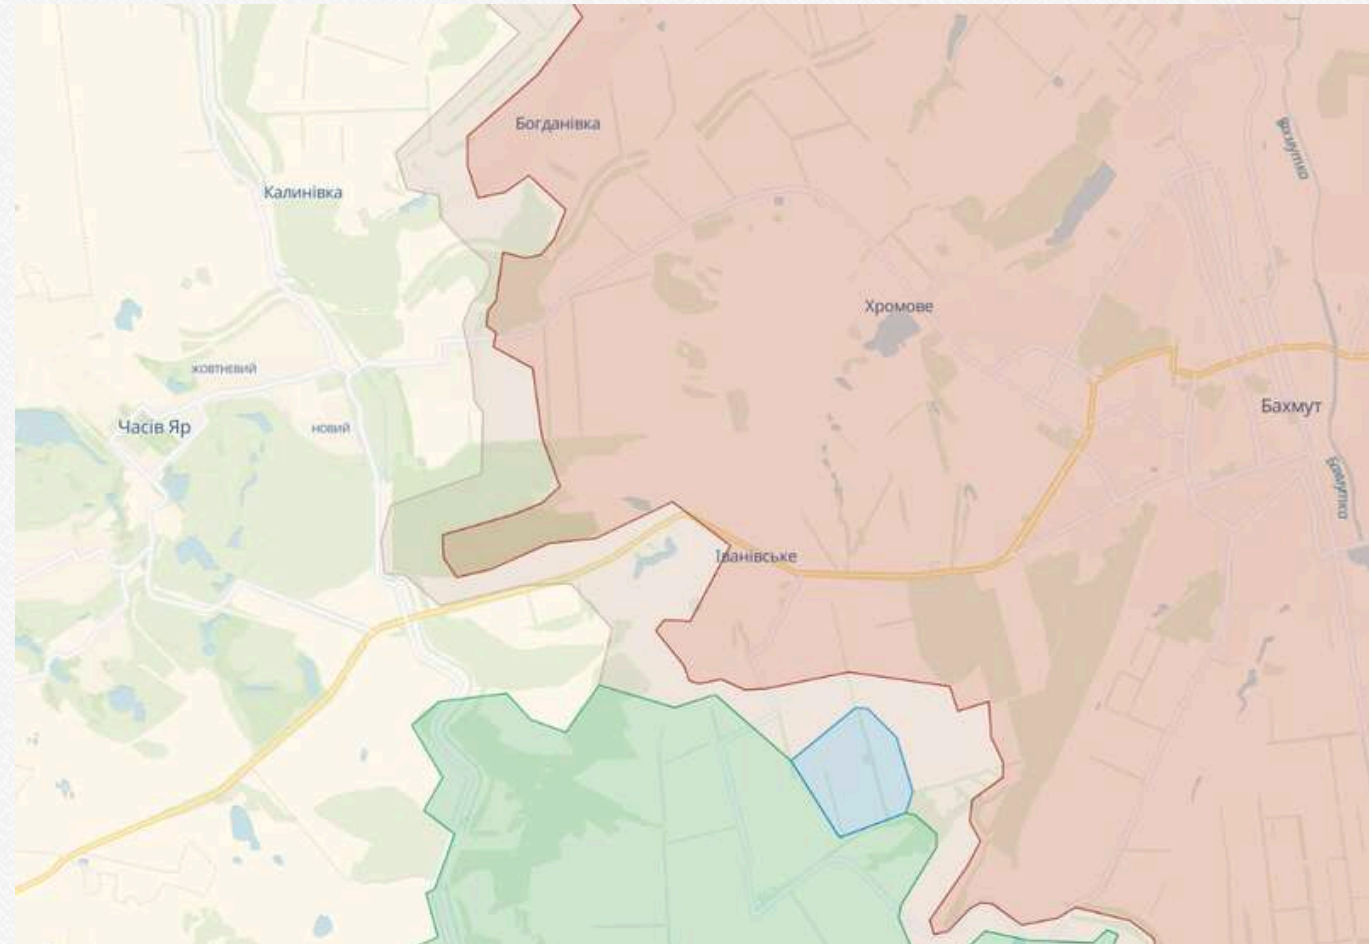 Богданівка
Бахмутка
Калинівка
Хромове
ЖОВТНЕВИЙ
Бахмут
Часів Яр
НОВИЙ
Бахмутка
Іванівське